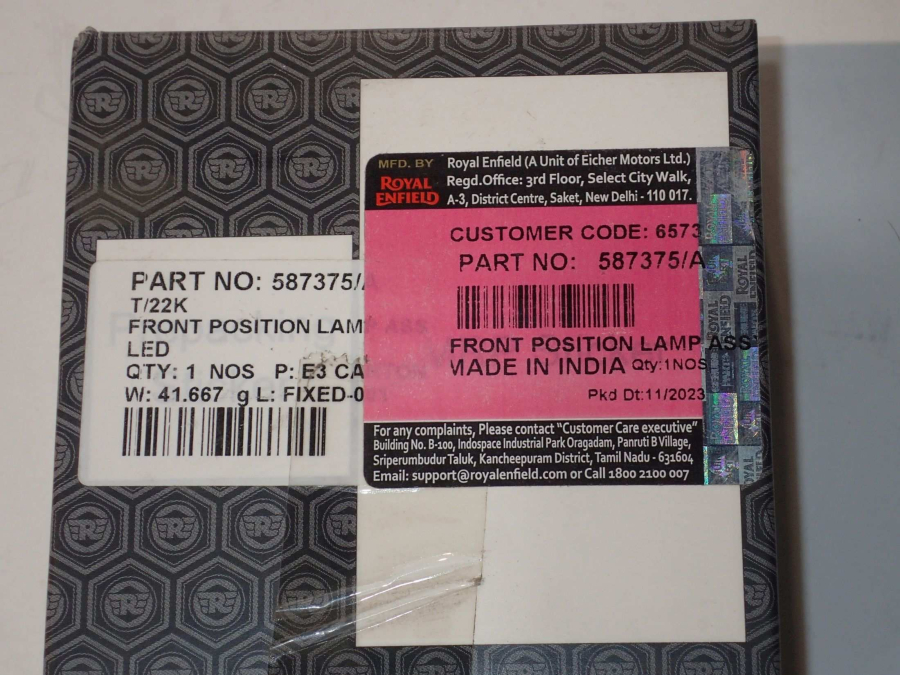 PART NO: 587375/A
T/22K
FRONT POSITION LAMP ASS
LED
QTY: 1 NOS P: E3 CARTON
W: 41.667 g L: FIXED-0
MFD. BY
ROYAL
ENFIELD
Royal Enfield (A Unit of Eicher Motors Ltd.)
Regd.Office: 3rd Floor, Select City Walk,
A-3, District Centre, Saket, New Delhi - 110 017.
CUSTOMER CODE: 6573
PART NO: 587375/A
FRONT POSITION LAMP ASS
MADE IN INDIA Qty:1NOS
Pkd Dt:11/2023
For any complaints, Please contact "Customer Care executive"
Building No. B-100, Indospace Industrial Park Oragadam, Panruti B Village,
Sriperumbudur Taluk, Kancheepuram District, Tamil Nadu - 631604
Email: support@royalenfield.com or Call 1800 2100 007
ROYAL
ENFIELD